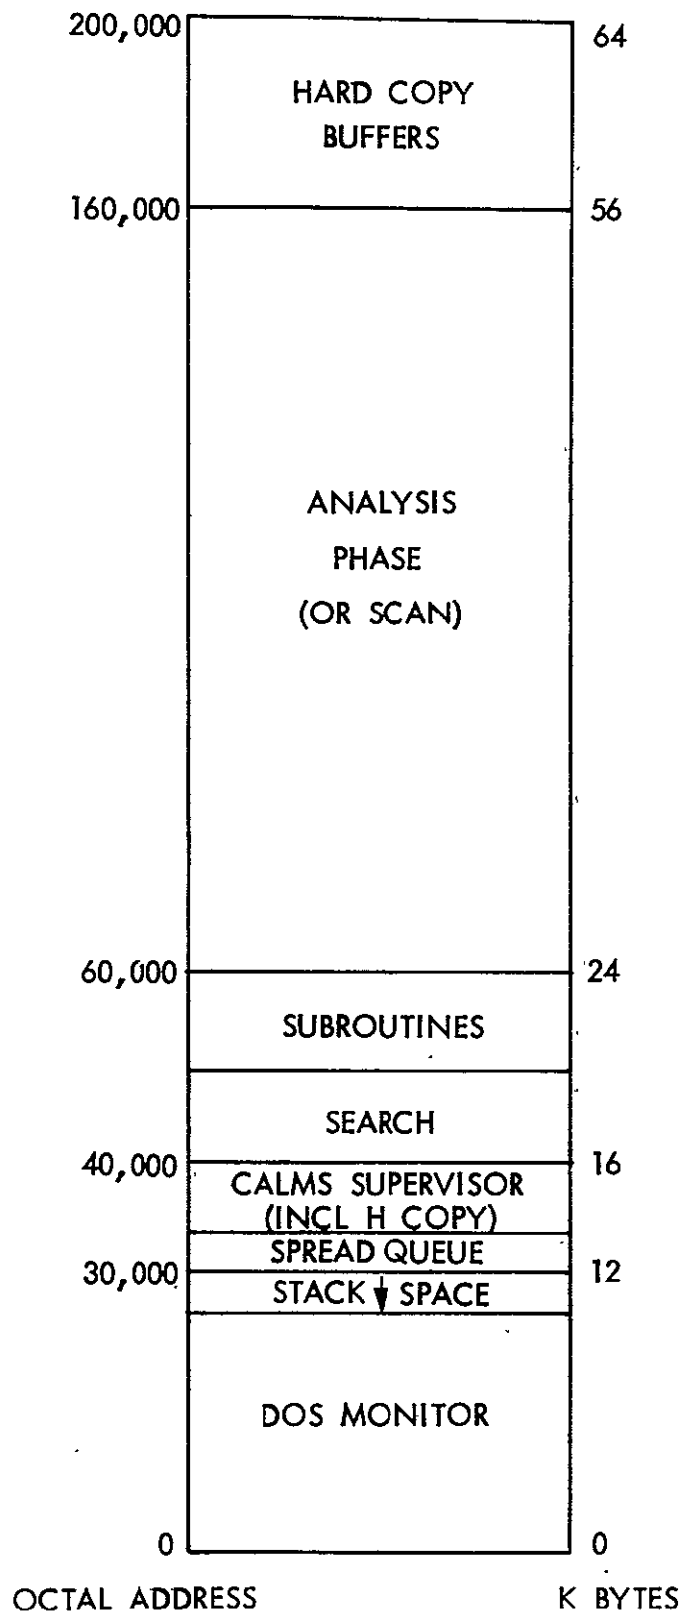 200,000
64
HARD COPY
BUFFERS
160,000
56
ANALYSIS
PHASE
(OR SCAN)
60,000
24
SUBROUTINES
SEARCH
40,000
16
CALMS SUPERVISOR
(INCL H COPY)
SPREAD QUEUE
30,000
12
STACK SPACE
DOS MONITOR
0
0
OCTAL ADDRESS
K BYTES